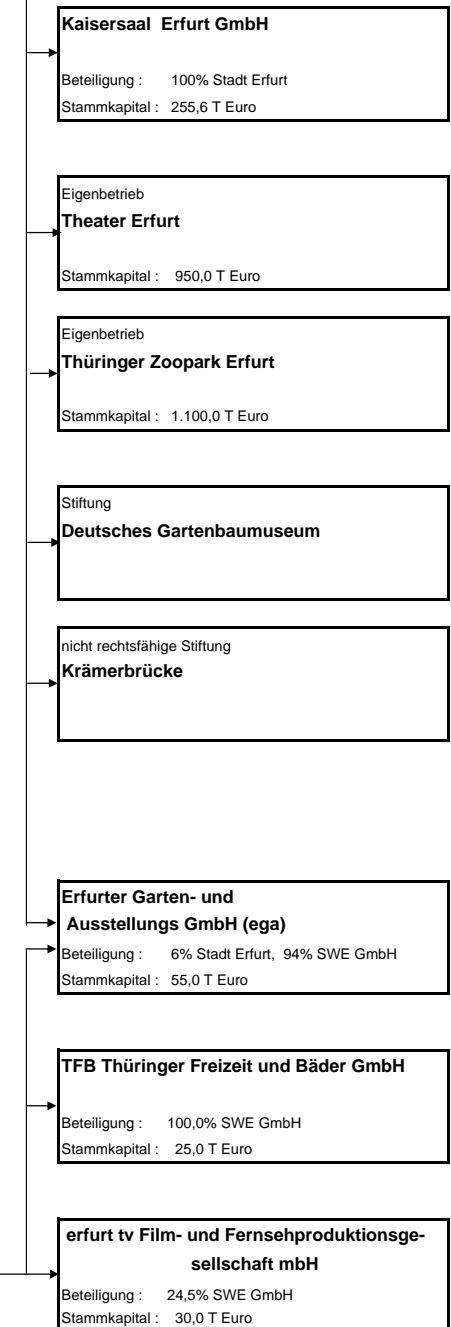 Kaisersaal Erfurt GmbH
Beteiligung : 100% Stadt Erfurt
Stammkapital : 255,6 T Euro
Eigenbetrieb
Theater Erfurt
Stammkapital : 950,0 T Euro
Eigenbetrieb
Thüringer Zoopark Erfurt
Stammkapital : 1.100,0 T Euro
Stiftung
Deutsches Gartenbaumuseum
nicht rechtsfähige Stiftung
Krämerbrücke
Erfurter Garten- und
Ausstellungs GmbH (ega)
Beteiligung : 6% Stadt Erfurt, 94% SWE GmbH
Stammkapital : 55,0 T Euro
TFB Thüringer Freizeit und Bäder GmbH
Beteiligung : 100,0% SWE GmbH
Stammkapital : 25,0 T Euro
erfurt tv Film- und Fernsehproduktionsge-
sellschaft mbH
Beteiligung : 24,5% SWE GmbH
Stammkapital : 30,0 T Euro